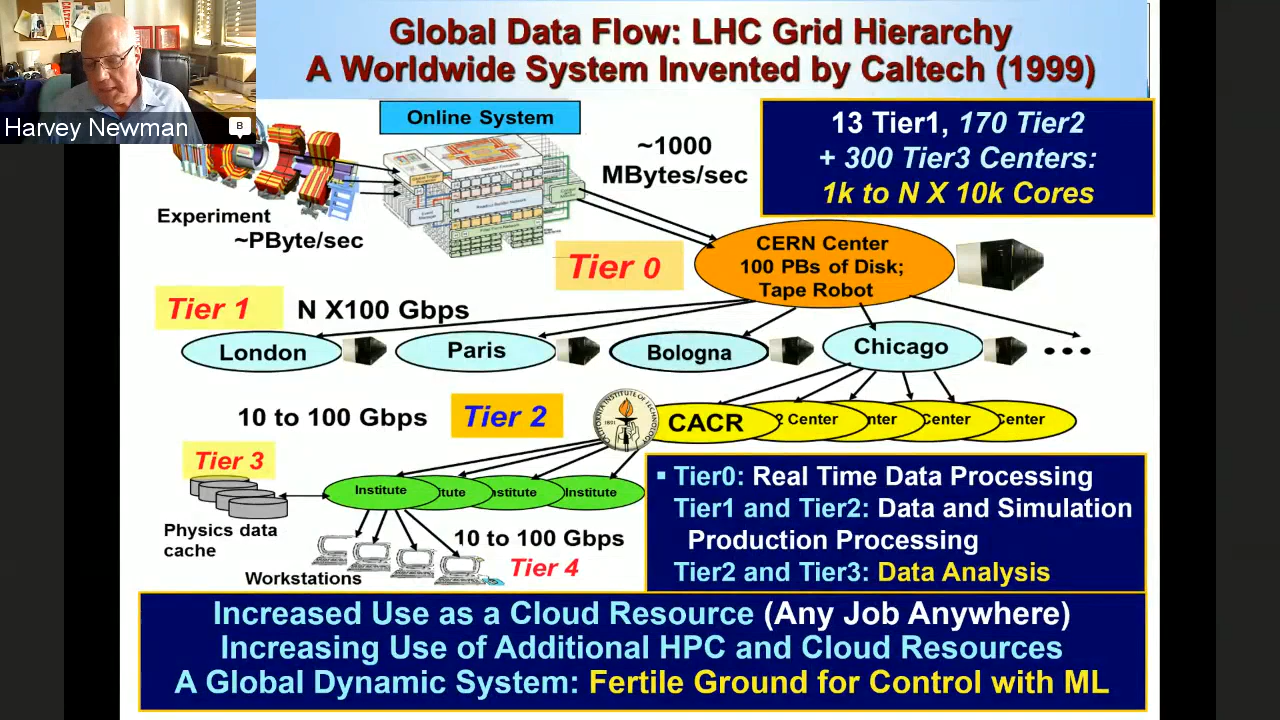 Global Data Flow: LHC Grid Hierarchy
A Worldwide System Invented by Caltech (1999)
Harvey Newman
B
Online System
~1000
MBytes/sec
13 Tier1, 170 Tier2
+ 300 Tier3 Centers:
1k to N X 10k Cores
Experiment
~PByte/sec
Tier 0
CERN Center
100 PBs of Disk;
Tape Robot
Tier 1
N X100 Gbps
London
Paris
Bologna
Chicago
10 to 100 Gbps
Tier 2
CACR
2 Center
nter
Center
Center
Tier 3
Institute
tute
stitute
Institute
Physics data
cache
10 to 100 Gbps
Tier 4
Workstations
▪ Tier0: Real Time Data Processing
Tier1 and Tier2: Data and Simulation
Production Processing
Tier2 and Tier3: Data Analysis
Increased Use as a Cloud Resource (Any Job Anywhere)
Increasing Use of Additional HPC and Cloud Resources
A Global Dynamic System: Fertile Ground for Control with ML